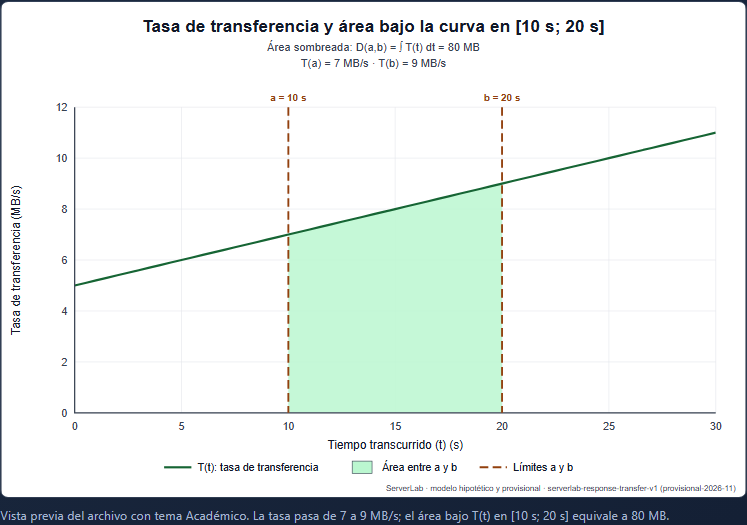 Tasa de transferencia y área bajo la curva en [10 s; 20 s]
Área sombreada: D(a,b) = ∫ T(t) dt = 80 MB
T(a) = 7 MB/s · T(b) = 9 MB/s
a = 10 s
b = 20 s
12
10
8
6
4
2
0
Tasa de transferencia (MB/s)
0
5
10
15
20
25
30
Tiempo transcurrido (t) (s)
T(t): tasa de transferencia
Área entre a y b
Límites a y b
ServerLab · modelo hipotético y provisional · serverlab-response-transfer-v1 (provisional-2026-11)
Vista previa del archivo con tema Académico. La tasa pasa de 7 a 9 MB/s; el área bajo T(t) en [10 s; 20 s] equivale a 80 MB.